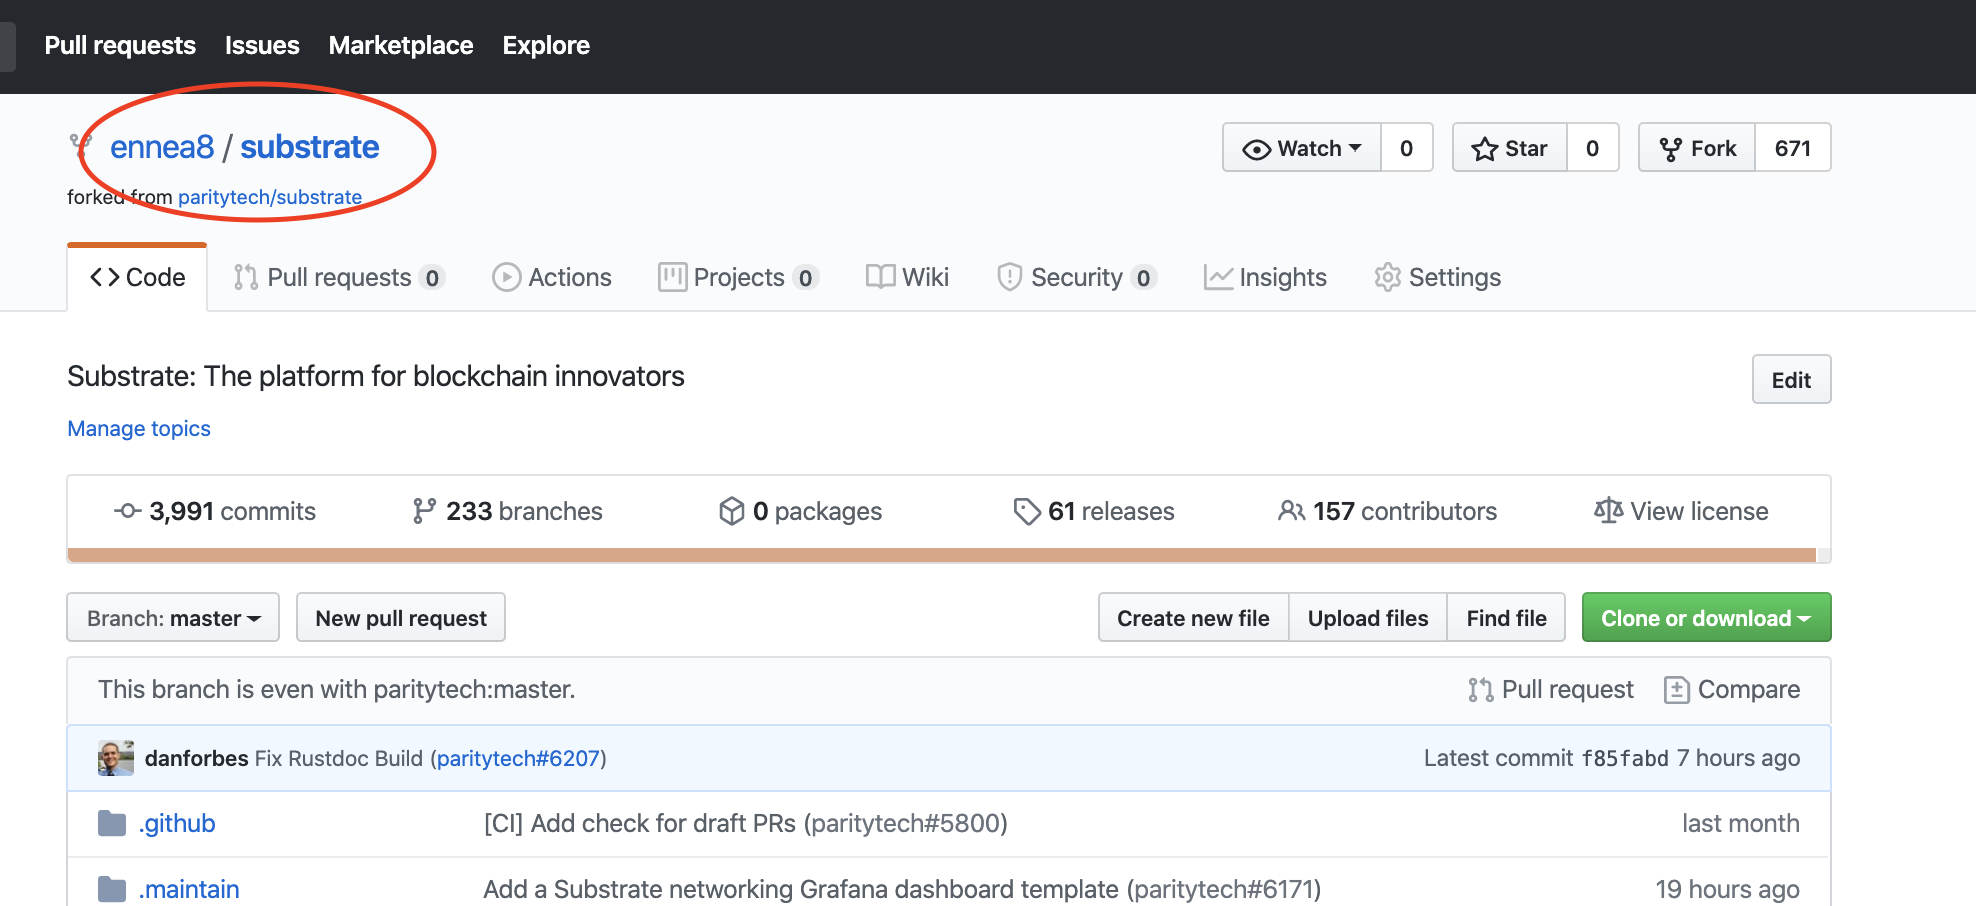 Pull requests Issues Marketplace Explore
ennea8 / substrate
Watch 0 Star 0 Fork 671
forked from paritytech/substrate
Code Pull requests 0 Actions Projects 0 Wiki Security 0 Insights Settings
Substrate: The platform for blockchain innovators
Edit
Manage topics
3,991 commits 233 branches 0 packages 61 releases 157 contributors View license
Branch: master New pull request Create new file Upload files Find file Clone or download
This branch is even with paritytech:master. Pull request Compare
danforbes Fix Rustdoc Build (paritytech#6207) Latest commit f85fabd 7 hours ago
.github [CI] Add check for draft PRs (paritytech#5800) last month
.maintain Add a Substrate networking Grafana dashboard template (paritytech#6171) 19 hours ago